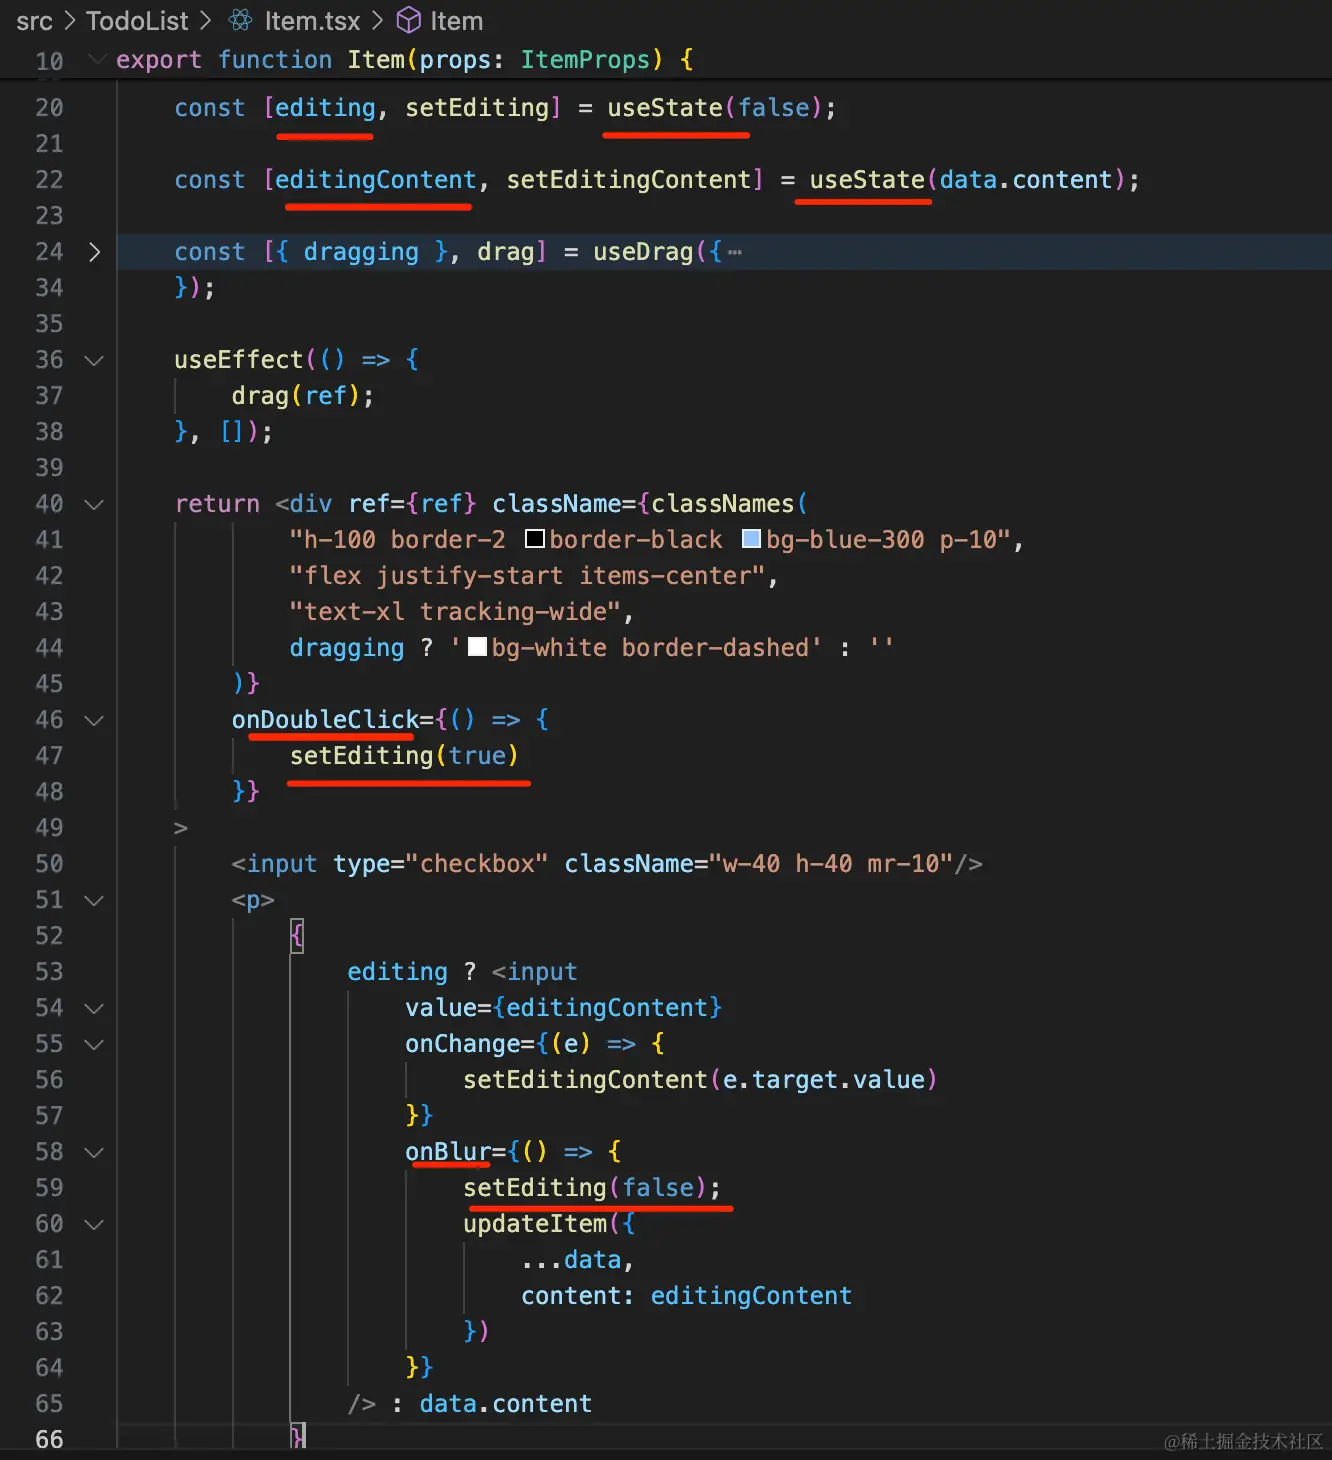 src > TodoList > Item.tsx > Item
10 export function Item(props: ItemProps) {
20 const [editing, setEditing] = useState(false);
21
22 const [editingContent, setEditingContent] = useState(data.content);
23
24 const [{ dragging }, drag] = useDrag({ ⋯
34 });
35
36 useEffect(() => {
37 drag(ref);
38 }, []);
39
40 return <div ref={ref} className={classNames(
41 "h-100 border-2 border-black bg-blue-300 p-10",
42 "flex justify-start items-center",
43 "text-xl tracking-wide",
44 dragging ? 'bg-white border-dashed' : ''
45 )}
46 onDoubleClick={() => {
47 setEditing(true)
48 }}
49 >
50 <input type="checkbox" className="w-40 h-40 mr-10"/>
51 <p>
52 {
53 editing ? <input
54 value={editingContent}
55 onChange={(e) => {
56 setEditingContent(e.target.value)
57 }}
58 onBlur={() => {
59 setEditing(false);
60 updateItem({
61 ...data,
62 content: editingContent
63 })
64 }}
65 /> : data.content
66 }
@稀土掘金技术社区